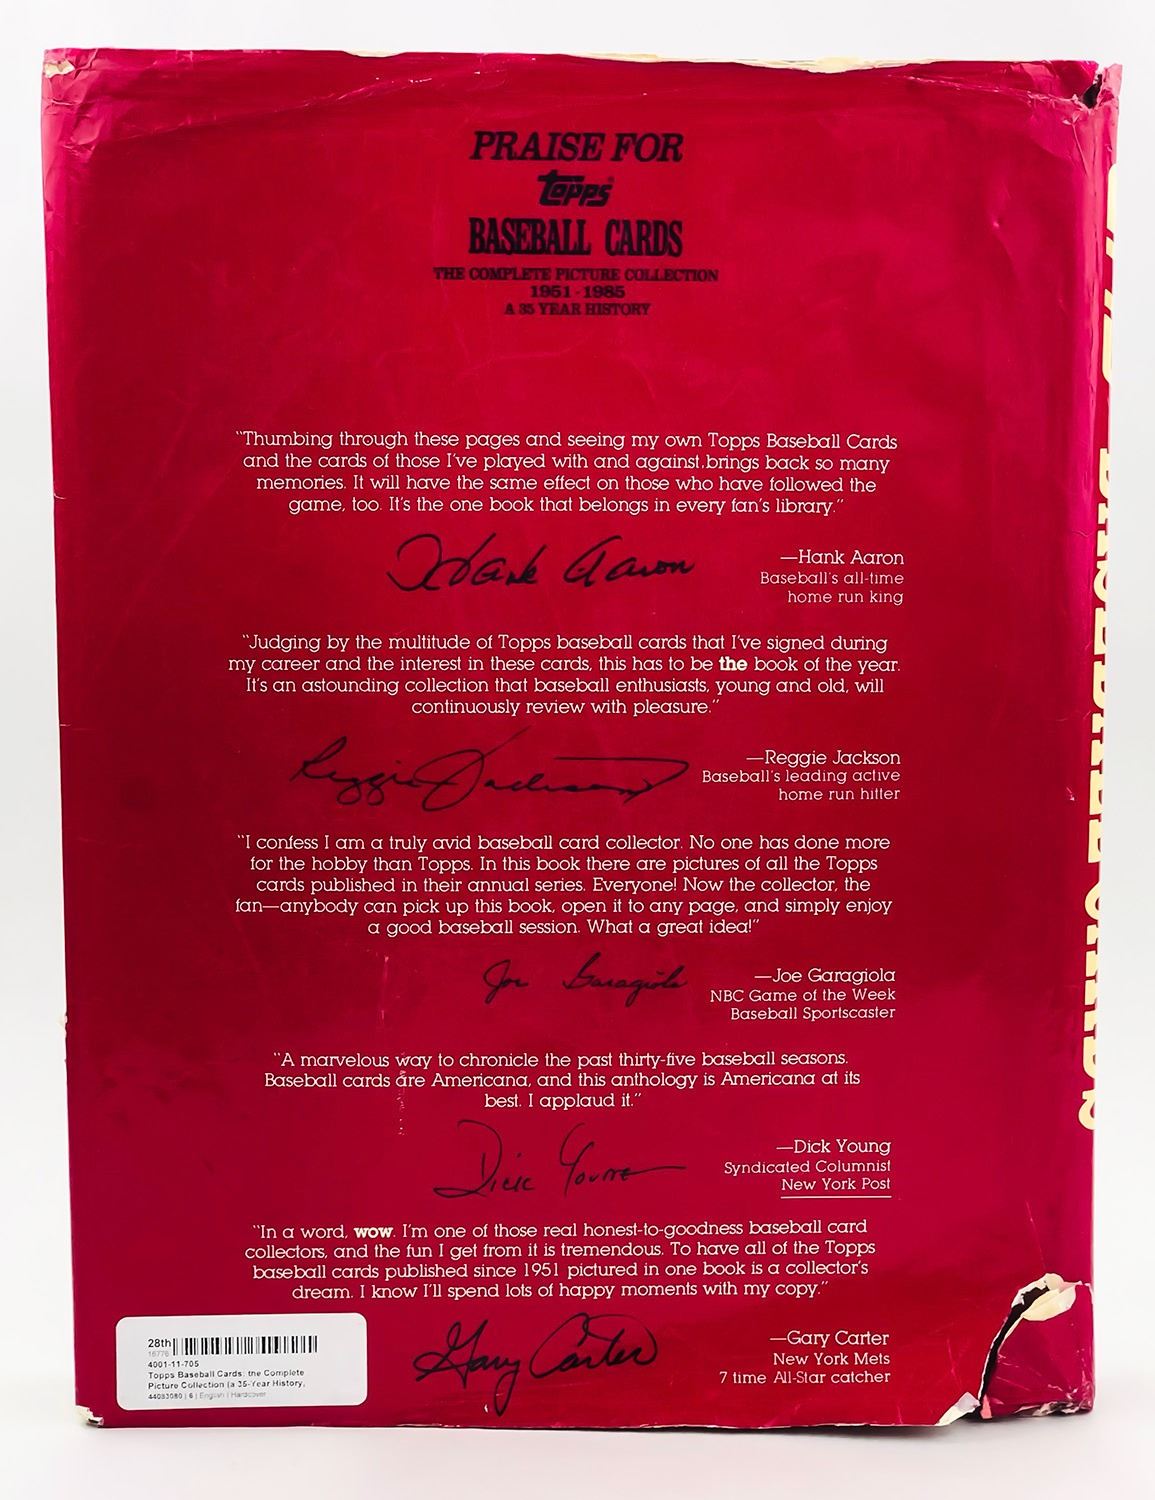 PRAISE FOR
Topps
BASEBALL CARDS
THE COMPLETE PICTURE COLLECTION
1951-1985
A 35 YEAR HISTORY
"Thumbing through these pages and seeing my own Topps Baseball Cards
and the cards of those I've played with and against, brings back so many
memories. It will have the same effect on those who have followed the
game, too. It's the one book that belongs in every fan's library."
Hank Aaron
—Hank Aaron
Baseball's all-time
home run king
"Judging by the multitude of Topps baseball cards that I've signed during
my career and the interest in these cards, this has to be the book of the year.
It's an astounding collection that baseball enthusiasts, young and old, will
continuously review with pleasure."
Reggie Jackson
—Reggie Jackson
Baseball's leading active
home run hitter
"I confess I am a truly avid baseball card collector. No one has done more
for the hobby than Topps. In this book there are pictures of all the Topps
cards published in their annual series. Everyone! Now the collector, the
fan—anybody can pick up this book, open it to any page, and simply enjoy
a good baseball session. What a great idea!"
Joe Garagiola
—Joe Garagiola
NBC Game of the Week
Baseball Sportscaster
"A marvelous way to chronicle the past thirty-five baseball seasons.
Baseball cards are Americana, and this anthology is Americana at its
best. I applaud it."
Dick Young
—Dick Young
Syndicated Columnist
New York Post
"In a word, wow. I'm one of those real honest-to-goodness baseball card
collectors, and the fun I get from it is tremendous. To have all of the Topps
baseball cards published since 1951 pictured in one book is a collector's
dream. I know I'll spend lots of happy moments with my copy."
Gary Carter
—Gary Carter
New York Mets
7 time All-Star catcher
28th
16776
4001-11-705
Topps Baseball Cards: the Complete
Picture Collection (a 35-Year History,
44083080 | 6 | English | Hardcover
BASEBALL CARDS